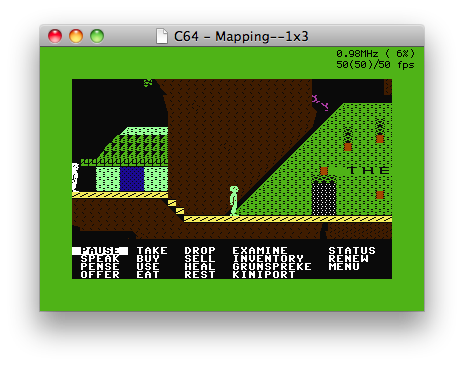 C64 - Mapping--1x3
0.98MHz ( 6%)
50(50)/50 fps
THE
PAUSE TAKE DROP EXAMINE STATUS
SPEAK BUY SELL INVENTORY RENEW
PENSE USE HEAL GRUNSPREKE MENU
OFFER EAT REST KINIPORT